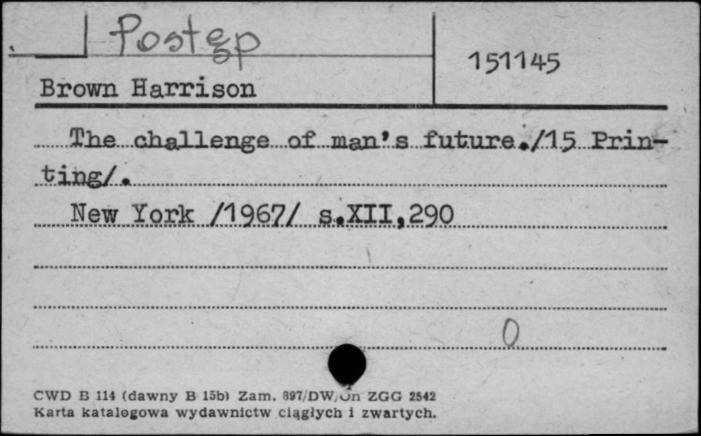 Postęp
151145
Brown Harrison
The challenge of man's future./15 Prin-
ting/.
New York /1967/ s.XII,290
0
CWD B 114 (dawny B 15b) Zam. 897/DW/Un ZGG 2542
Karta katalogowa wydawnictw ciągłych i zwartych.